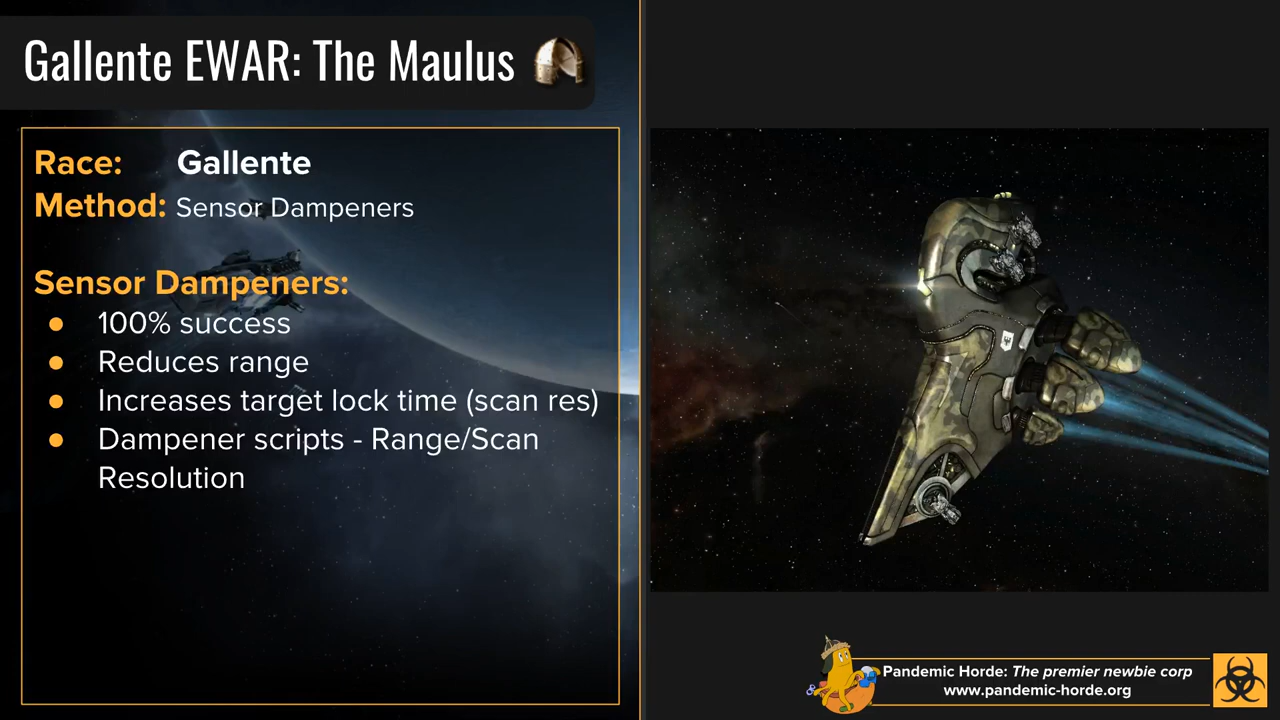 Gallente EWAR: The Maulus
Race: Gallente
Method: Sensor Dampeners
Sensor Dampeners:
● 100% success
● Reduces range
● Increases target lock time (scan res)
● Dampener scripts - Range/Scan
Resolution
Pandemic Horde: The premier newbie corp
www.pandemic-horde.org